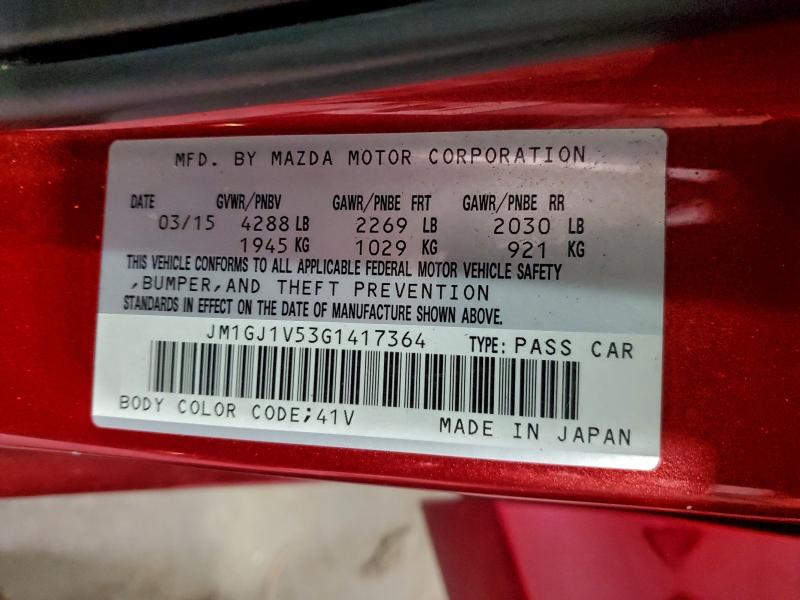 MFD. BY MAZDA MOTOR CORPORATION
DATE GVWR/PNBV GAWR/PNBE FRT GAWR/PNBE RR
03/15 4288 LB 2269 LB 2030 LB
1945 KG 1029 KG 921 KG
THIS VEHICLE CONFORMS TO ALL APPLICABLE FEDERAL MOTOR VEHICLE SAFETY
,BUMPER,AND THEFT PREVENTION
STANDARDS IN EFFECT ON THE DATE OF MANUFACTURE SHOWN ABOVE.
JM1GJ1V53G1417364 TYPE: PASS CAR
BODY COLOR CODE;41V
MADE IN JAPAN